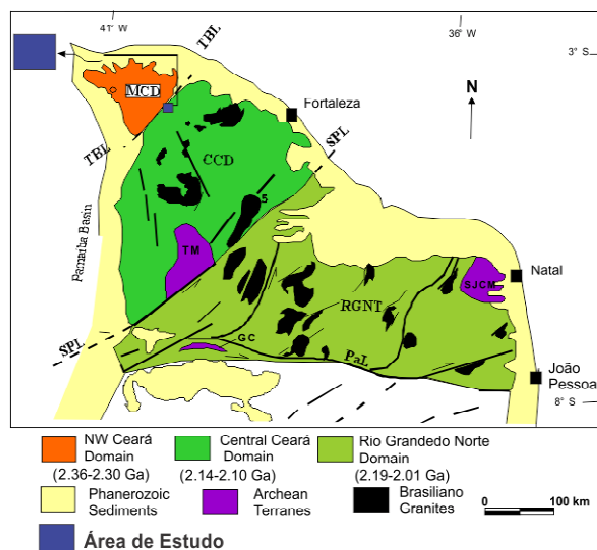 41° W
36° W
TBL
3° S
MCD
N
Fortaleza
TBL
CCD
SPL
Parnaiba Basin
5
TM
Natal
SJCM
RGNT
SPL
GC
PaL
João
Pessoa
8° S
NW Ceará
Domain
(2.36-2.30 Ga)
Central Ceará
Domain
(2.14-2.10 Ga)
Rio Grandedo Norte
Domain
(2.19-2.01 Ga)
Phanerozoic
Sediments
Archean
Terranes
Brasiliano
Cranites
0 100 km
Área de Estudo